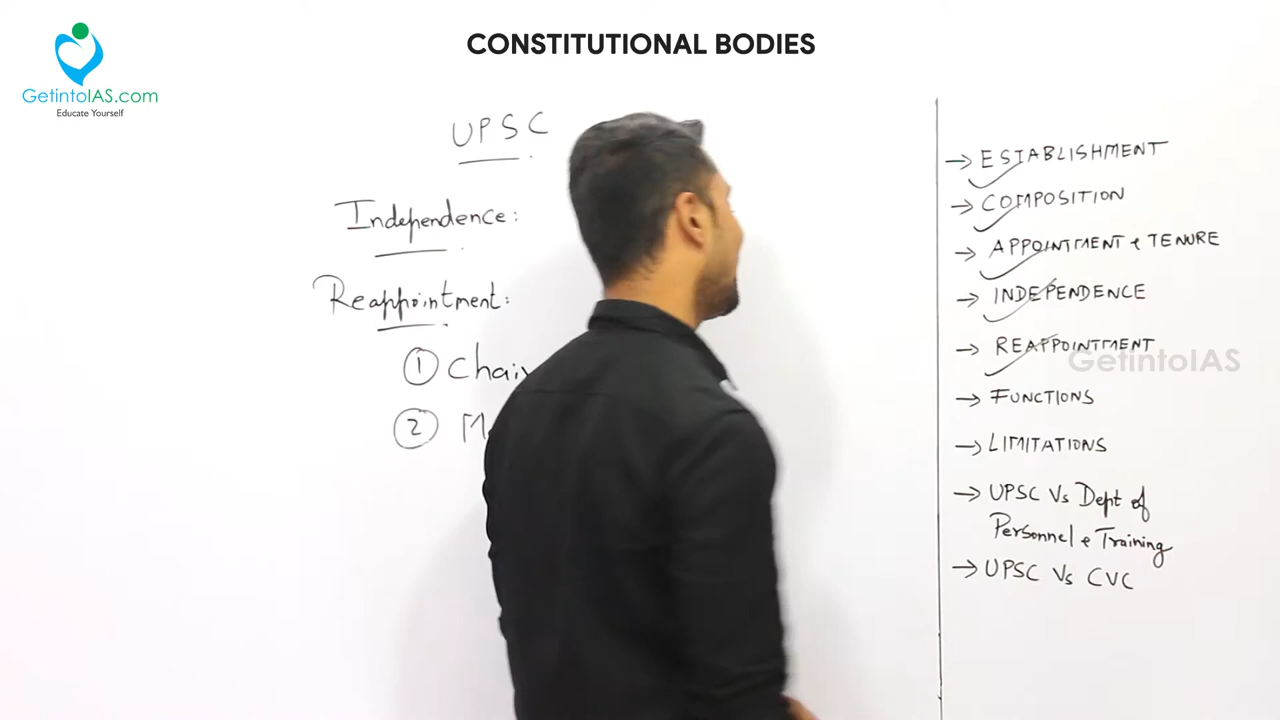 CONSTITUTIONAL BODIES
GetintoIAS.com
Educate Yourself
UPSC
Independence:
Reappointment:
① Chair
②
→ ESTABLISHMENT
→ COMPOSITION
→ APPOINTMENT & TENURE
→ INDEPENDENCE
→ REAPPOINTMENT
→ FUNCTIONS
→ LIMITATIONS
→ UPSC Vs Dept of
Personnel & Training
→ UPSC Vs CVC
GetintoIAS